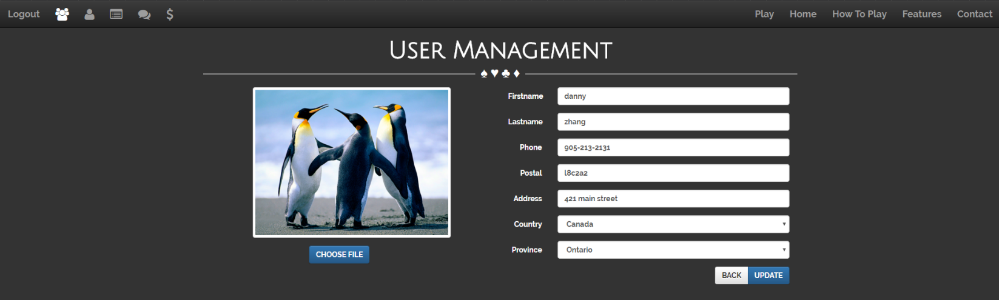 Logout $ Play Home How To Play Features Contact
User Management
Firstname danny
Lastname zhang
Phone 905-213-2131
Postal l8c2a2
Address 421 main street
Country Canada
Province Ontario
CHOOSE FILE
BACK UPDATE